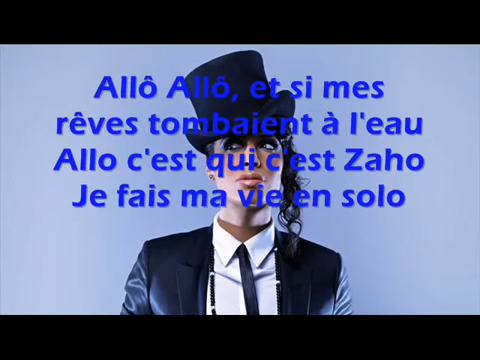 Allô Allô, et si mes
rêves tombaient à l'eau
Allo c'est qui c'est Zaho
Je fais ma vie en solo